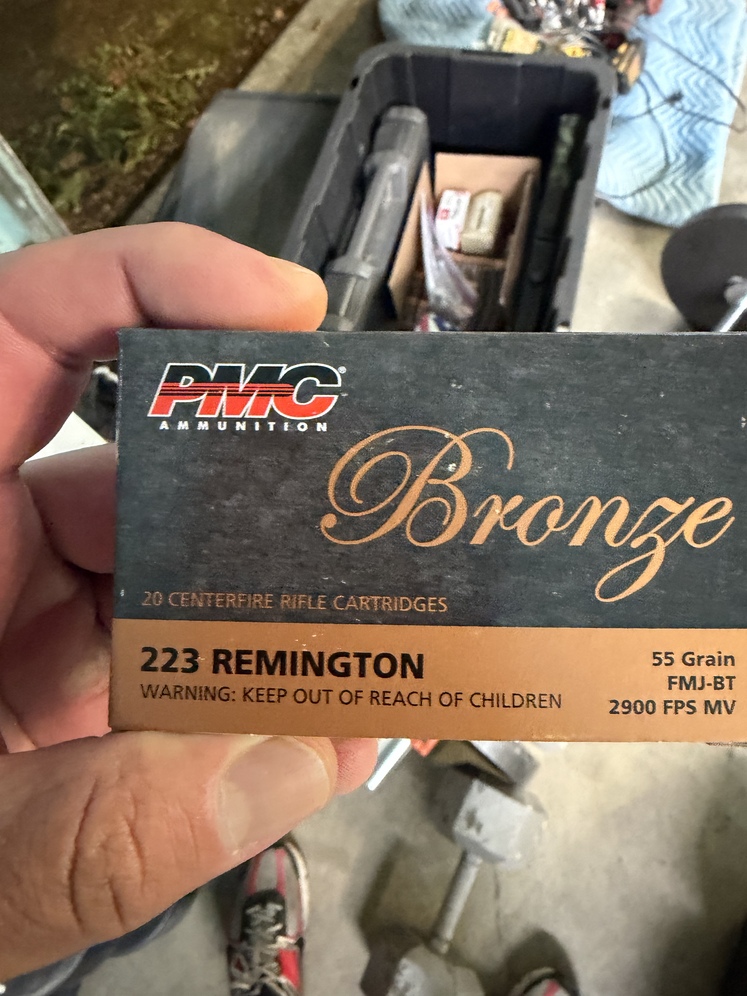 PMC®
AMMUNITION
Bronze
20 CENTERFIRE RIFLE CARTRIDGES
223 REMINGTON
WARNING: KEEP OUT OF REACH OF CHILDREN
55 Grain
FMJ-BT
2900 FPS MV